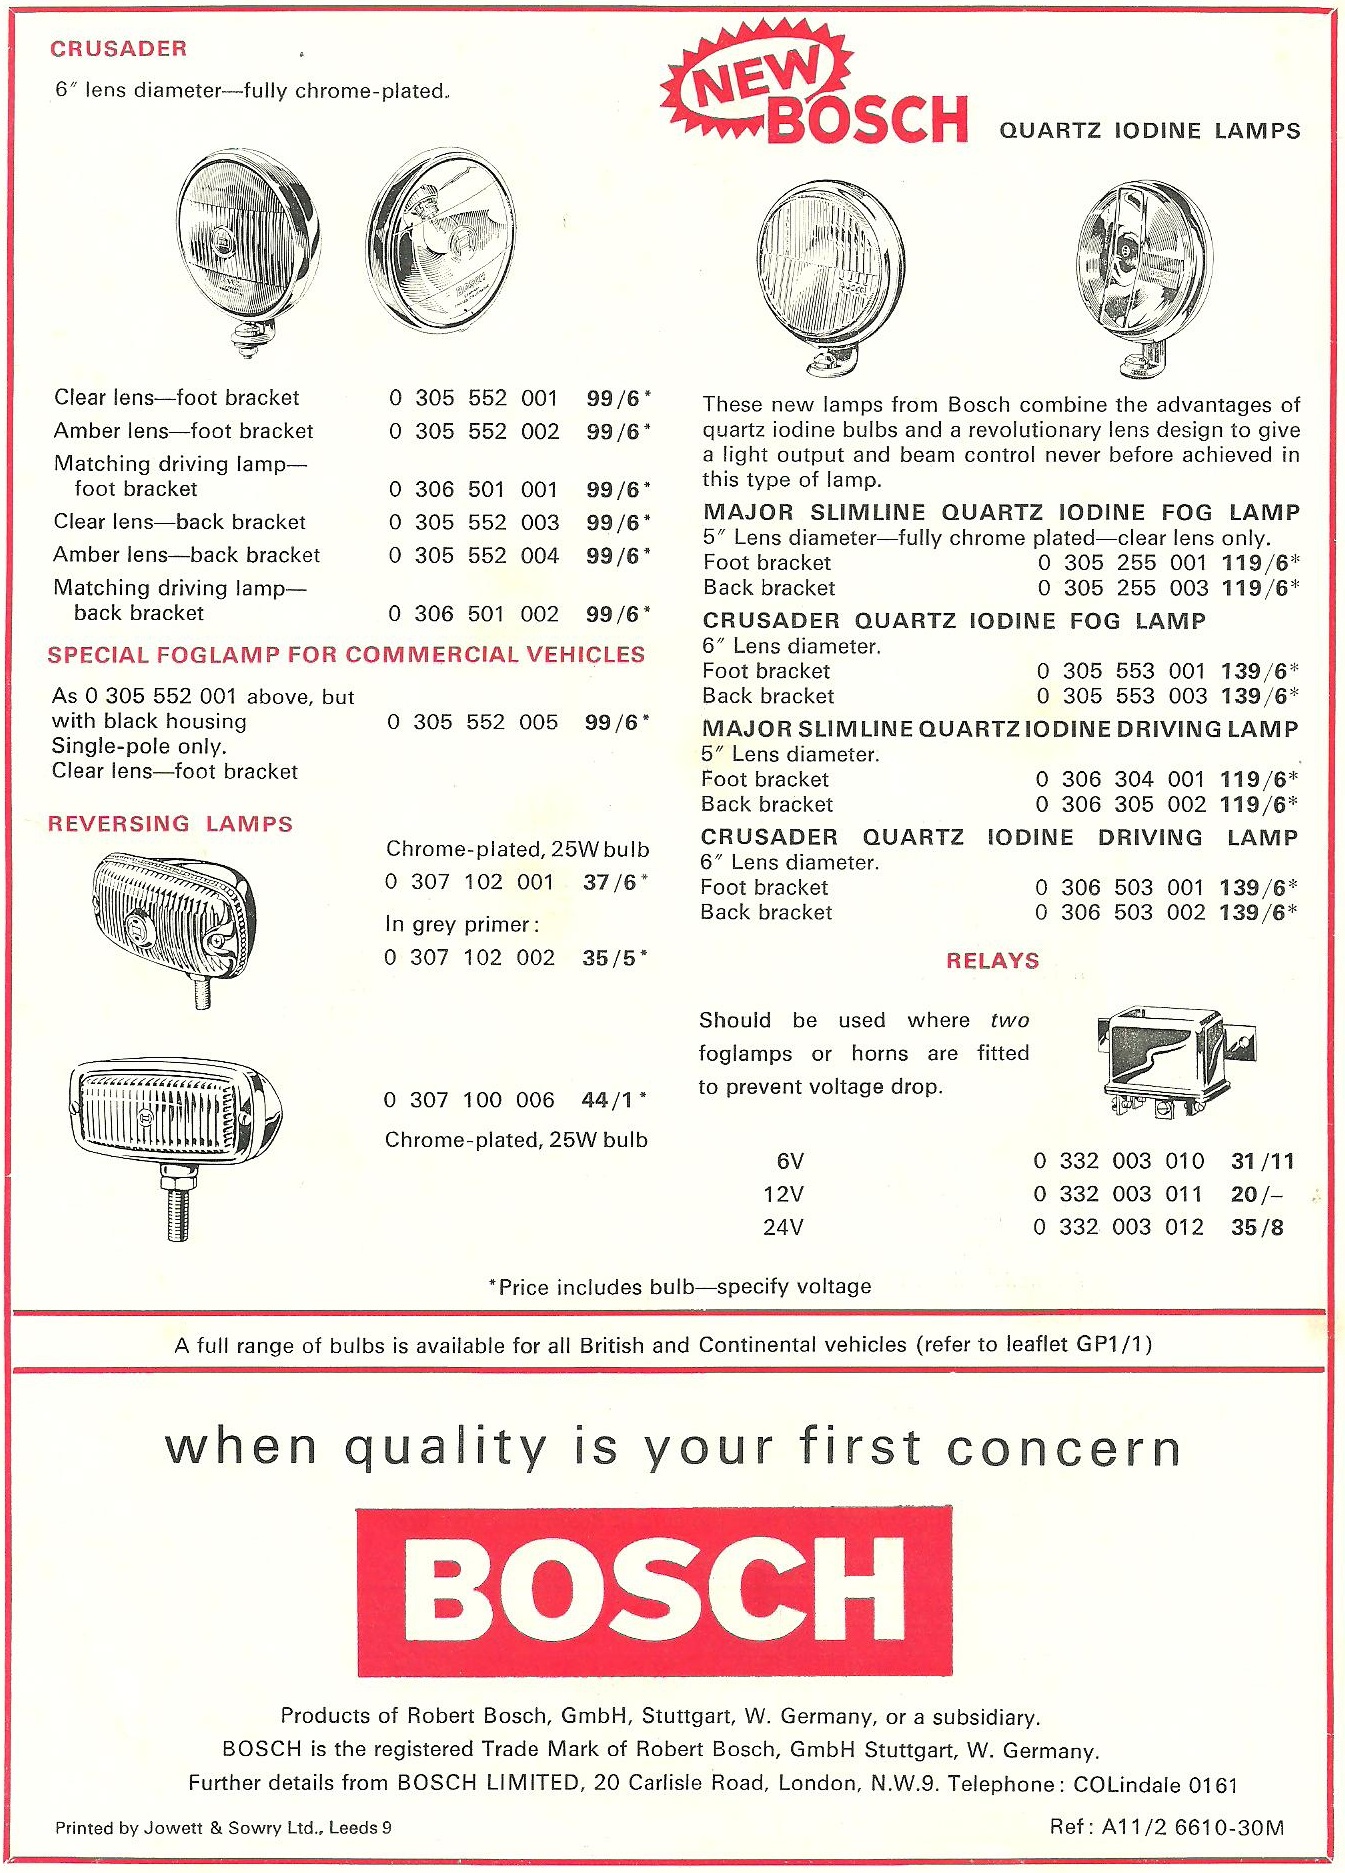 CRUSADER
6″ lens diameter—fully chrome-plated.
Clear lens—foot bracket 0 305 552 001 99/6*
Amber lens—foot bracket 0 305 552 002 99/6*
Matching driving lamp—
foot bracket 0 306 501 001 99/6*
Clear lens—back bracket 0 305 552 003 99/6*
Amber lens—back bracket 0 305 552 004 99/6*
Matching driving lamp—
back bracket 0 306 501 002 99/6*
SPECIAL FOGLAMP FOR COMMERCIAL VEHICLES
As 0 305 552 001 above, but
with black housing 0 305 552 005 99/6*
Single-pole only.
Clear lens—foot bracket
REVERSING LAMPS
Chrome-plated, 25W bulb
0 307 102 001 37/6*
In grey primer:
0 307 102 002 35/5*
0 307 100 006 44/1*
Chrome-plated, 25W bulb
NEW
BOSCH QUARTZ IODINE LAMPS
These new lamps from Bosch combine the advantages of
quartz iodine bulbs and a revolutionary lens design to give
a light output and beam control never before achieved in
this type of lamp.
MAJOR SLIMLINE QUARTZ IODINE FOG LAMP
5″ Lens diameter—fully chrome plated—clear lens only.
Foot bracket 0 305 255 001 119/6*
Back bracket 0 305 255 003 119/6*
CRUSADER QUARTZ IODINE FOG LAMP
6″ Lens diameter.
Foot bracket 0 305 553 001 139/6*
Back bracket 0 305 553 003 139/6*
MAJOR SLIMLINE QUARTZ IODINE DRIVING LAMP
5″ Lens diameter.
Foot bracket 0 306 304 001 119/6*
Back bracket 0 306 305 002 119/6*
CRUSADER QUARTZ IODINE DRIVING LAMP
6″ Lens diameter.
Foot bracket 0 306 503 001 139/6*
Back bracket 0 306 503 002 139/6*
RELAYS
Should be used where two
foglamps or horns are fitted
to prevent voltage drop.
6V 0 332 003 010 31/11
12V 0 332 003 011 20/–
24V 0 332 003 012 35/8
*Price includes bulb—specify voltage
A full range of bulbs is available for all British and Continental vehicles (refer to leaflet GP1/1)
when quality is your first concern
BOSCH
Products of Robert Bosch, GmbH, Stuttgart, W. Germany, or a subsidiary.
BOSCH is the registered Trade Mark of Robert Bosch, GmbH Stuttgart, W. Germany.
Further details from BOSCH LIMITED, 20 Carlisle Road, London, N.W.9. Telephone: COLindale 0161
Printed by Jowett & Sowry Ltd., Leeds 9
Ref: A11/2 6610-30M